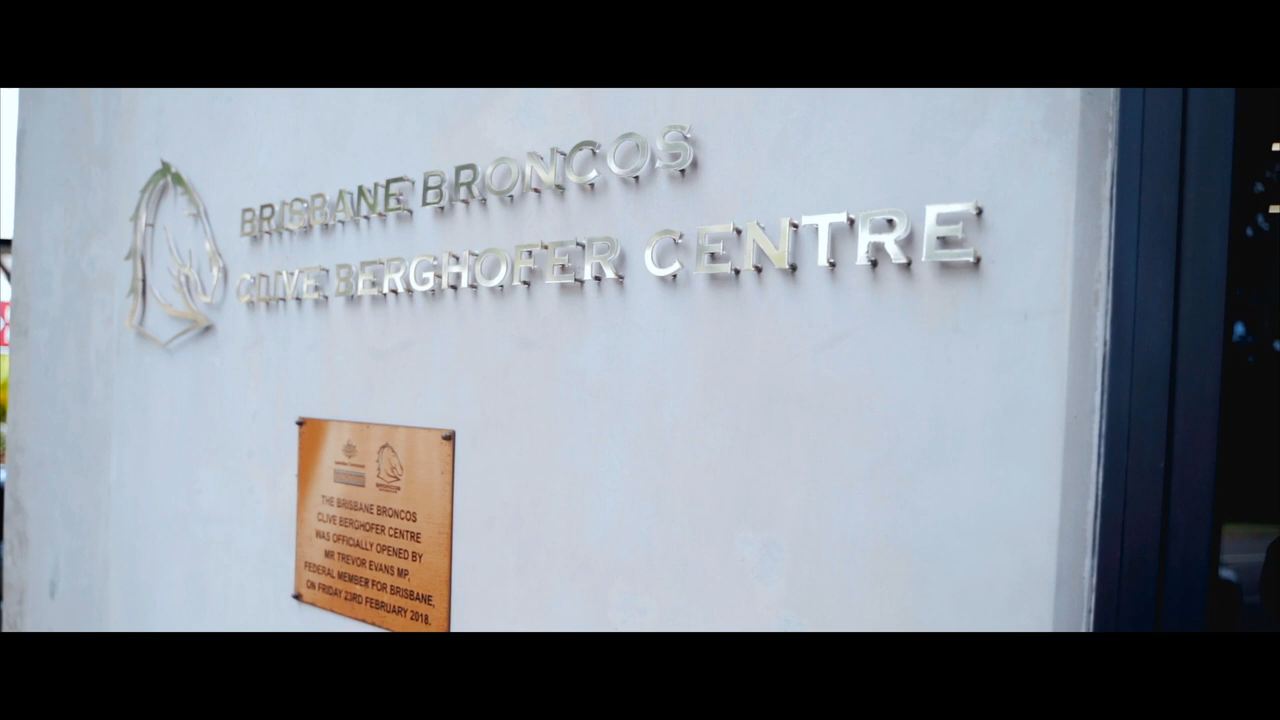 BRISBANE BRONCOS
CLIVE BERGHOFER CENTRE
BRONCOS
THE BRISBANE BRONCOS
CLIVE BERGHOFER CENTRE
WAS OFFICIALLY OPENED BY
MR TREVOR EVANS MP,
FEDERAL MEMBER FOR BRISBANE,
ON FRIDAY 23RD FEBRUARY 2018.